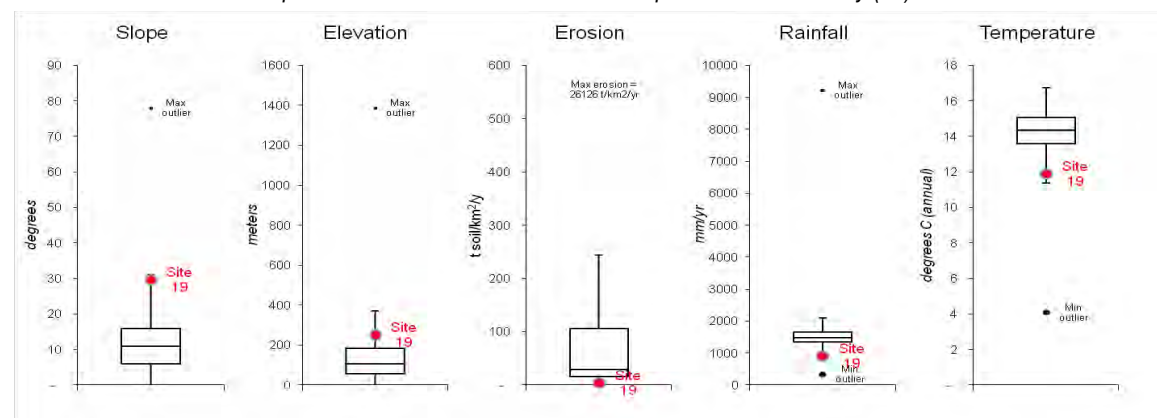 Slope
Elevation
Erosion
Rainfall
Temperature
degrees
90
80
70
60
50
40
30
20
10
-
Max
outlier
Site
19
meters
1600
1400
1200
1000
800
600
400
200
0
Max
outlier
Site
19
t soil/km²/y
600
500
400
300
200
100
-
Max erosion =
26126 t/km2/yr
Site
19
mm/yr
10000
9000
8000
7000
6000
5000
4000
3000
2000
1000
0
Max
outlier
Site
19
Min
outlier
degrees C (annual)
18
16
14
12
10
8
6
4
2
-
Site
19
Min
outlier